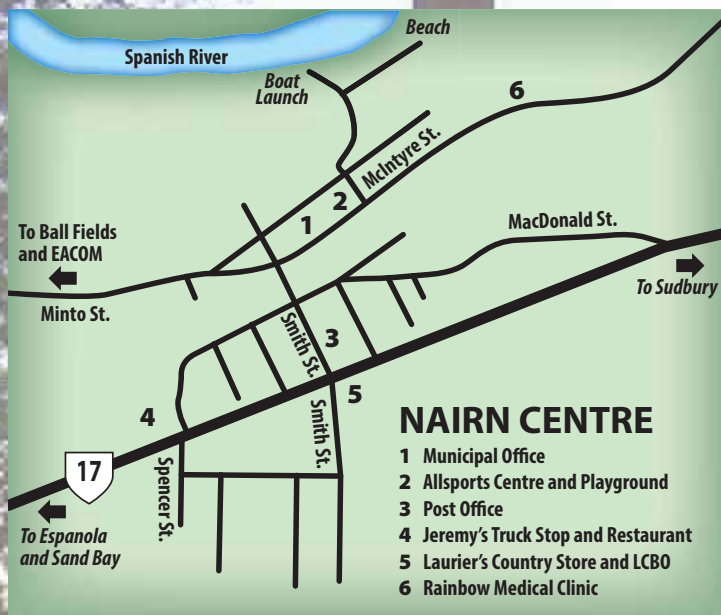 Beach
Spanish River
Boat
Launch
6
McIntyre St.
2
1
MacDonald St.
To Ball Fields
and EACOM
To Sudbury
Minto St.
Smith St.
3
5
Smith St.
4
17
Spencer St.
To Espanola
and Sand Bay
NAIRN CENTRE
1 Municipal Office
2 Allsports Centre and Playground
3 Post Office
4 Jeremy's Truck Stop and Restaurant
5 Laurier's Country Store and LCBO
6 Rainbow Medical Clinic